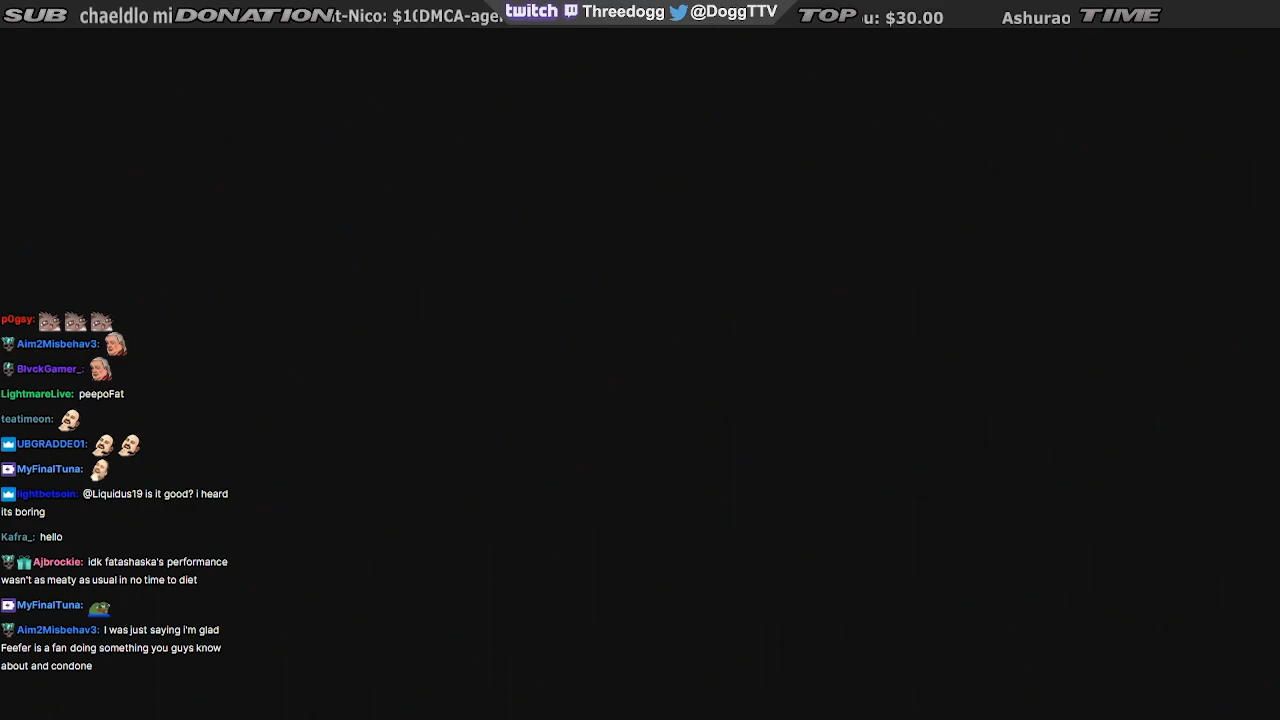 SUB chaeldlo mi DONATION t-Nico: $1 DMCA-age twitch Threedogg @DoggTTV TOP u: $30.00 Ashurao TIME
p0gsy:
Aim2Misbehav3:
BlvckGamer_:
LightmareLive: peepoFat
teatimeon:
UBGRADDE01:
MyFinalTuna:
lightbetsoin: @Liquidus19 is it good? i heard
its boring
Kafra_: hello
Ajbrockie: idk fatashaska's performance
wasn't as meaty as usual in no time to diet
MyFinalTuna:
Aim2Misbehav3: I was just saying i'm glad
Feefer is a fan doing something you guys know
about and condone